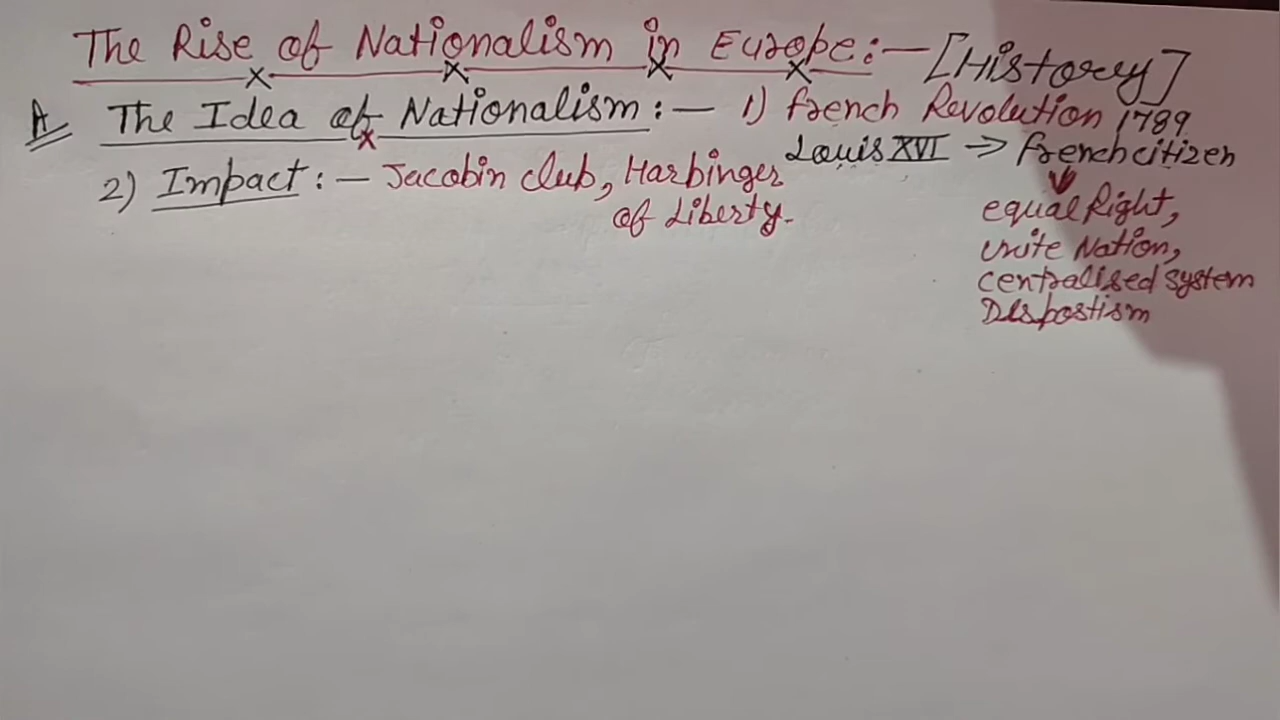 The Rise of Nationalism in Europe:- [History]
A The Idea of Nationalism:- 1) French Revolution 1789
Louis XVI → French citizen
2) Impact:- Jacobin club, Harbinger
of Liberty.
equal Right,
unite Nation,
centralised system
Dispostism